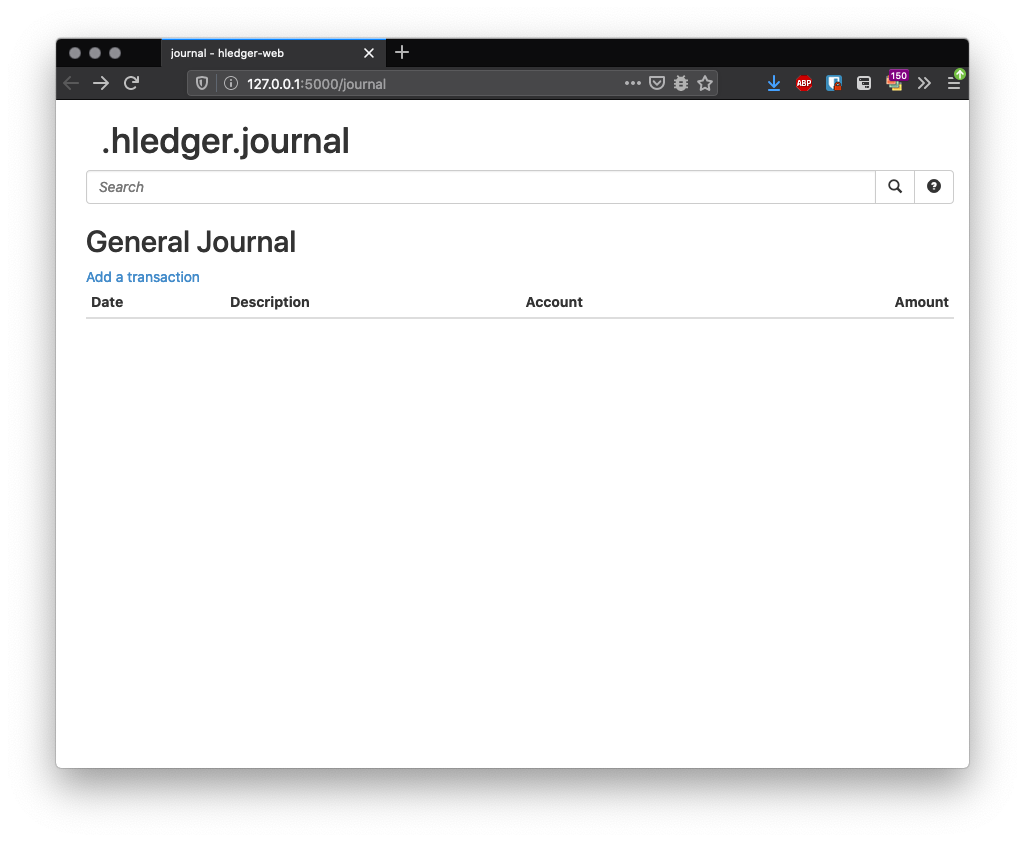 journal - hledger-web
127.0.0.1:5000/journal
ABP
150
.hledger.journal
Search
General Journal
Add a transaction
Date Description Account Amount